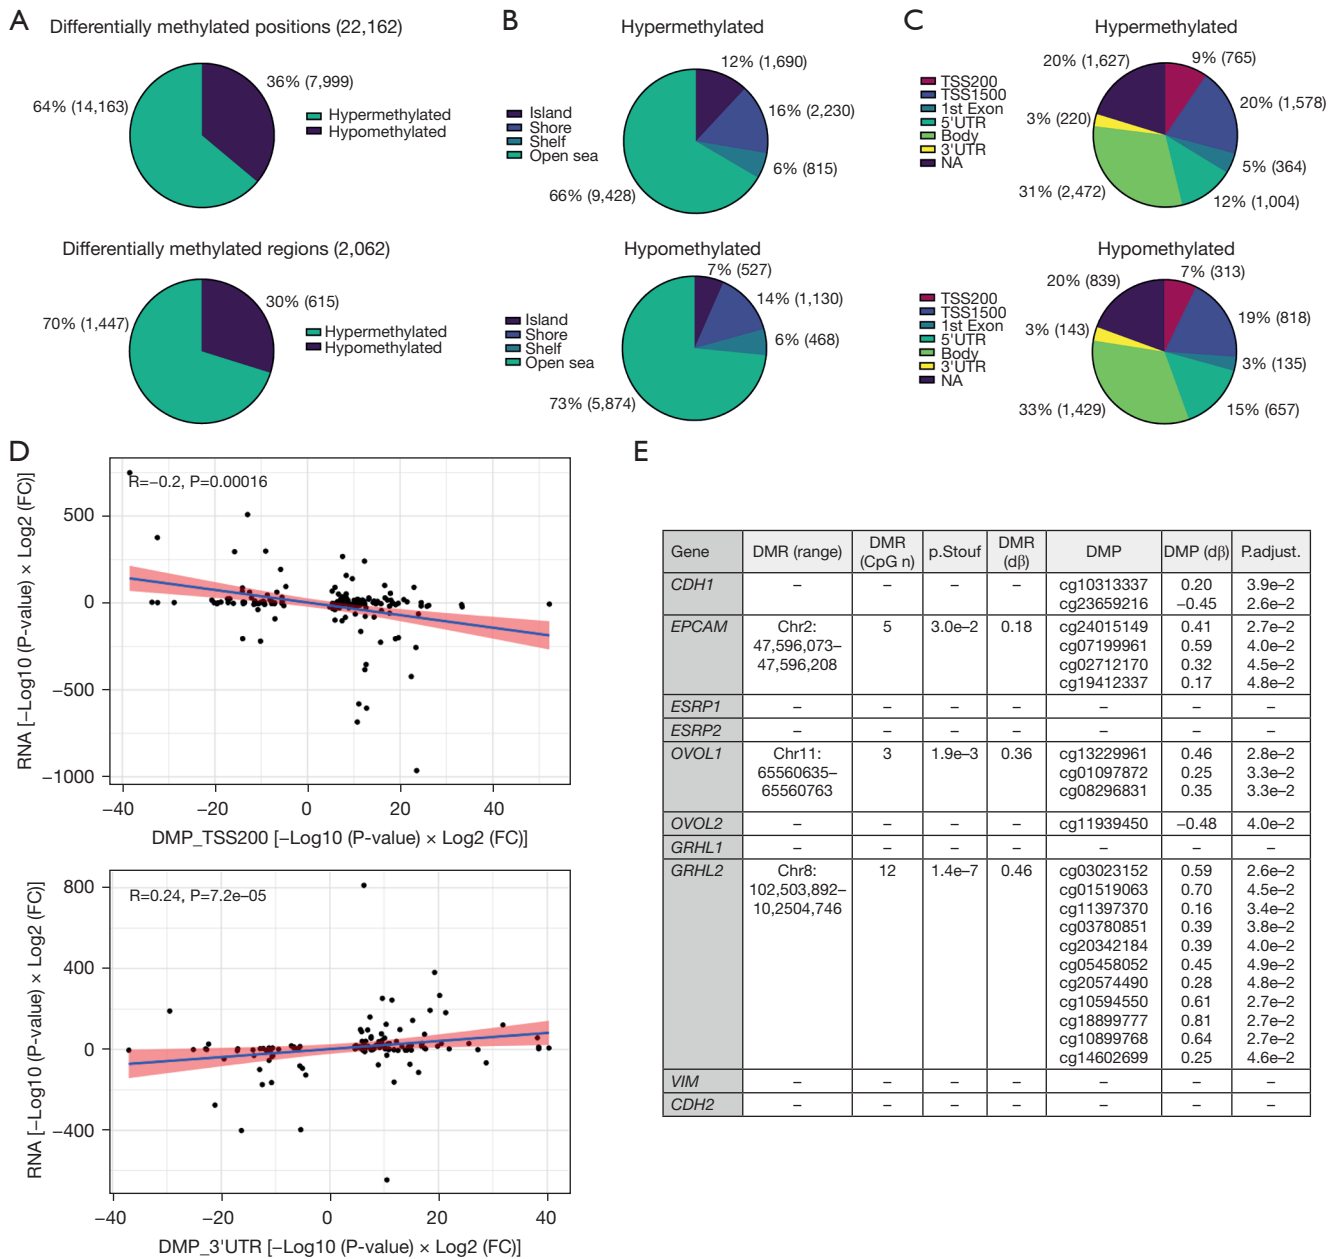 A
Differentially methylated positions (22,162)
36% (7,999)
64% (14,163)
Hypermethylated
Hypomethylated
Differentially methylated regions (2,062)
30% (615)
70% (1,447)
Hypermethylated
Hypomethylated
B
Hypermethylated
12% (1,690)
16% (2,230)
6% (815)
66% (9,428)
Island
Shore
Shelf
Open sea
Hypomethylated
7% (527)
14% (1,130)
6% (468)
73% (5,874)
Island
Shore
Shelf
Open sea
C
Hypermethylated
20% (1,627)
9% (765)
20% (1,578)
5% (364)
12% (1,004)
31% (2,472)
3% (220)
TSS200
TSS1500
1st Exon
5'UTR
Body
3'UTR
NA
Hypomethylated
20% (839)
7% (313)
19% (818)
3% (135)
15% (657)
33% (1,429)
3% (143)
TSS200
TSS1500
1st Exon
5'UTR
Body
3'UTR
NA
D
R=−0.2, P=0.00016
RNA [−Log10 (P-value) × Log2 (FC)]
500
0
−500
−1000
−40 −20 0 20 40
DMP_TSS200 [−Log10 (P-value) × Log2 (FC)]
R=0.24, P=7.2e−05
RNA [−Log10 (P-value) × Log2 (FC)]
800
400
0
−400
−40 −20 0 20 40
DMP_3'UTR [−Log10 (P-value) × Log2 (FC)]
E
Gene DMR (range) DMR (CpG n) p.Stouf DMR (dβ) DMP DMP (dβ) P.adjust.
CDH1 – – – – cg10313337 0.20 3.9e−2
cg23659216 −0.45 2.6e−2
EPCAM Chr2: 5 3.0e−2 0.18 cg24015149 0.41 2.7e−2
47,596,073– cg07199961 0.59 4.0e−2
47,596,208 cg02712170 0.32 4.5e−2
cg19412337 0.17 4.8e−2
ESRP1 – – – – – – –
ESRP2 – – – – – – –
OVOL1 Chr11: 3 1.9e−3 0.36 cg13229961 0.46 2.8e−2
65560635– cg01097872 0.25 3.3e−2
65560763 cg08296831 0.35 3.3e−2
OVOL2 – – – – cg11939450 −0.48 4.0e−2
GRHL1 – – – – – – –
GRHL2 Chr8: 12 1.4e−7 0.46 cg03023152 0.59 2.6e−2
102,503,892– cg01519063 0.70 4.5e−2
10,2504,746 cg11397370 0.16 3.4e−2
cg03780851 0.39 3.8e−2
cg20342184 0.39 4.0e−2
cg05458052 0.45 4.9e−2
cg20574490 0.28 4.8e−2
cg10594550 0.61 2.7e−2
cg18899777 0.81 2.7e−2
cg10899768 0.64 2.7e−2
cg14602699 0.25 4.6e−2
VIM – – – – – – –
CDH2 – – – – – – –